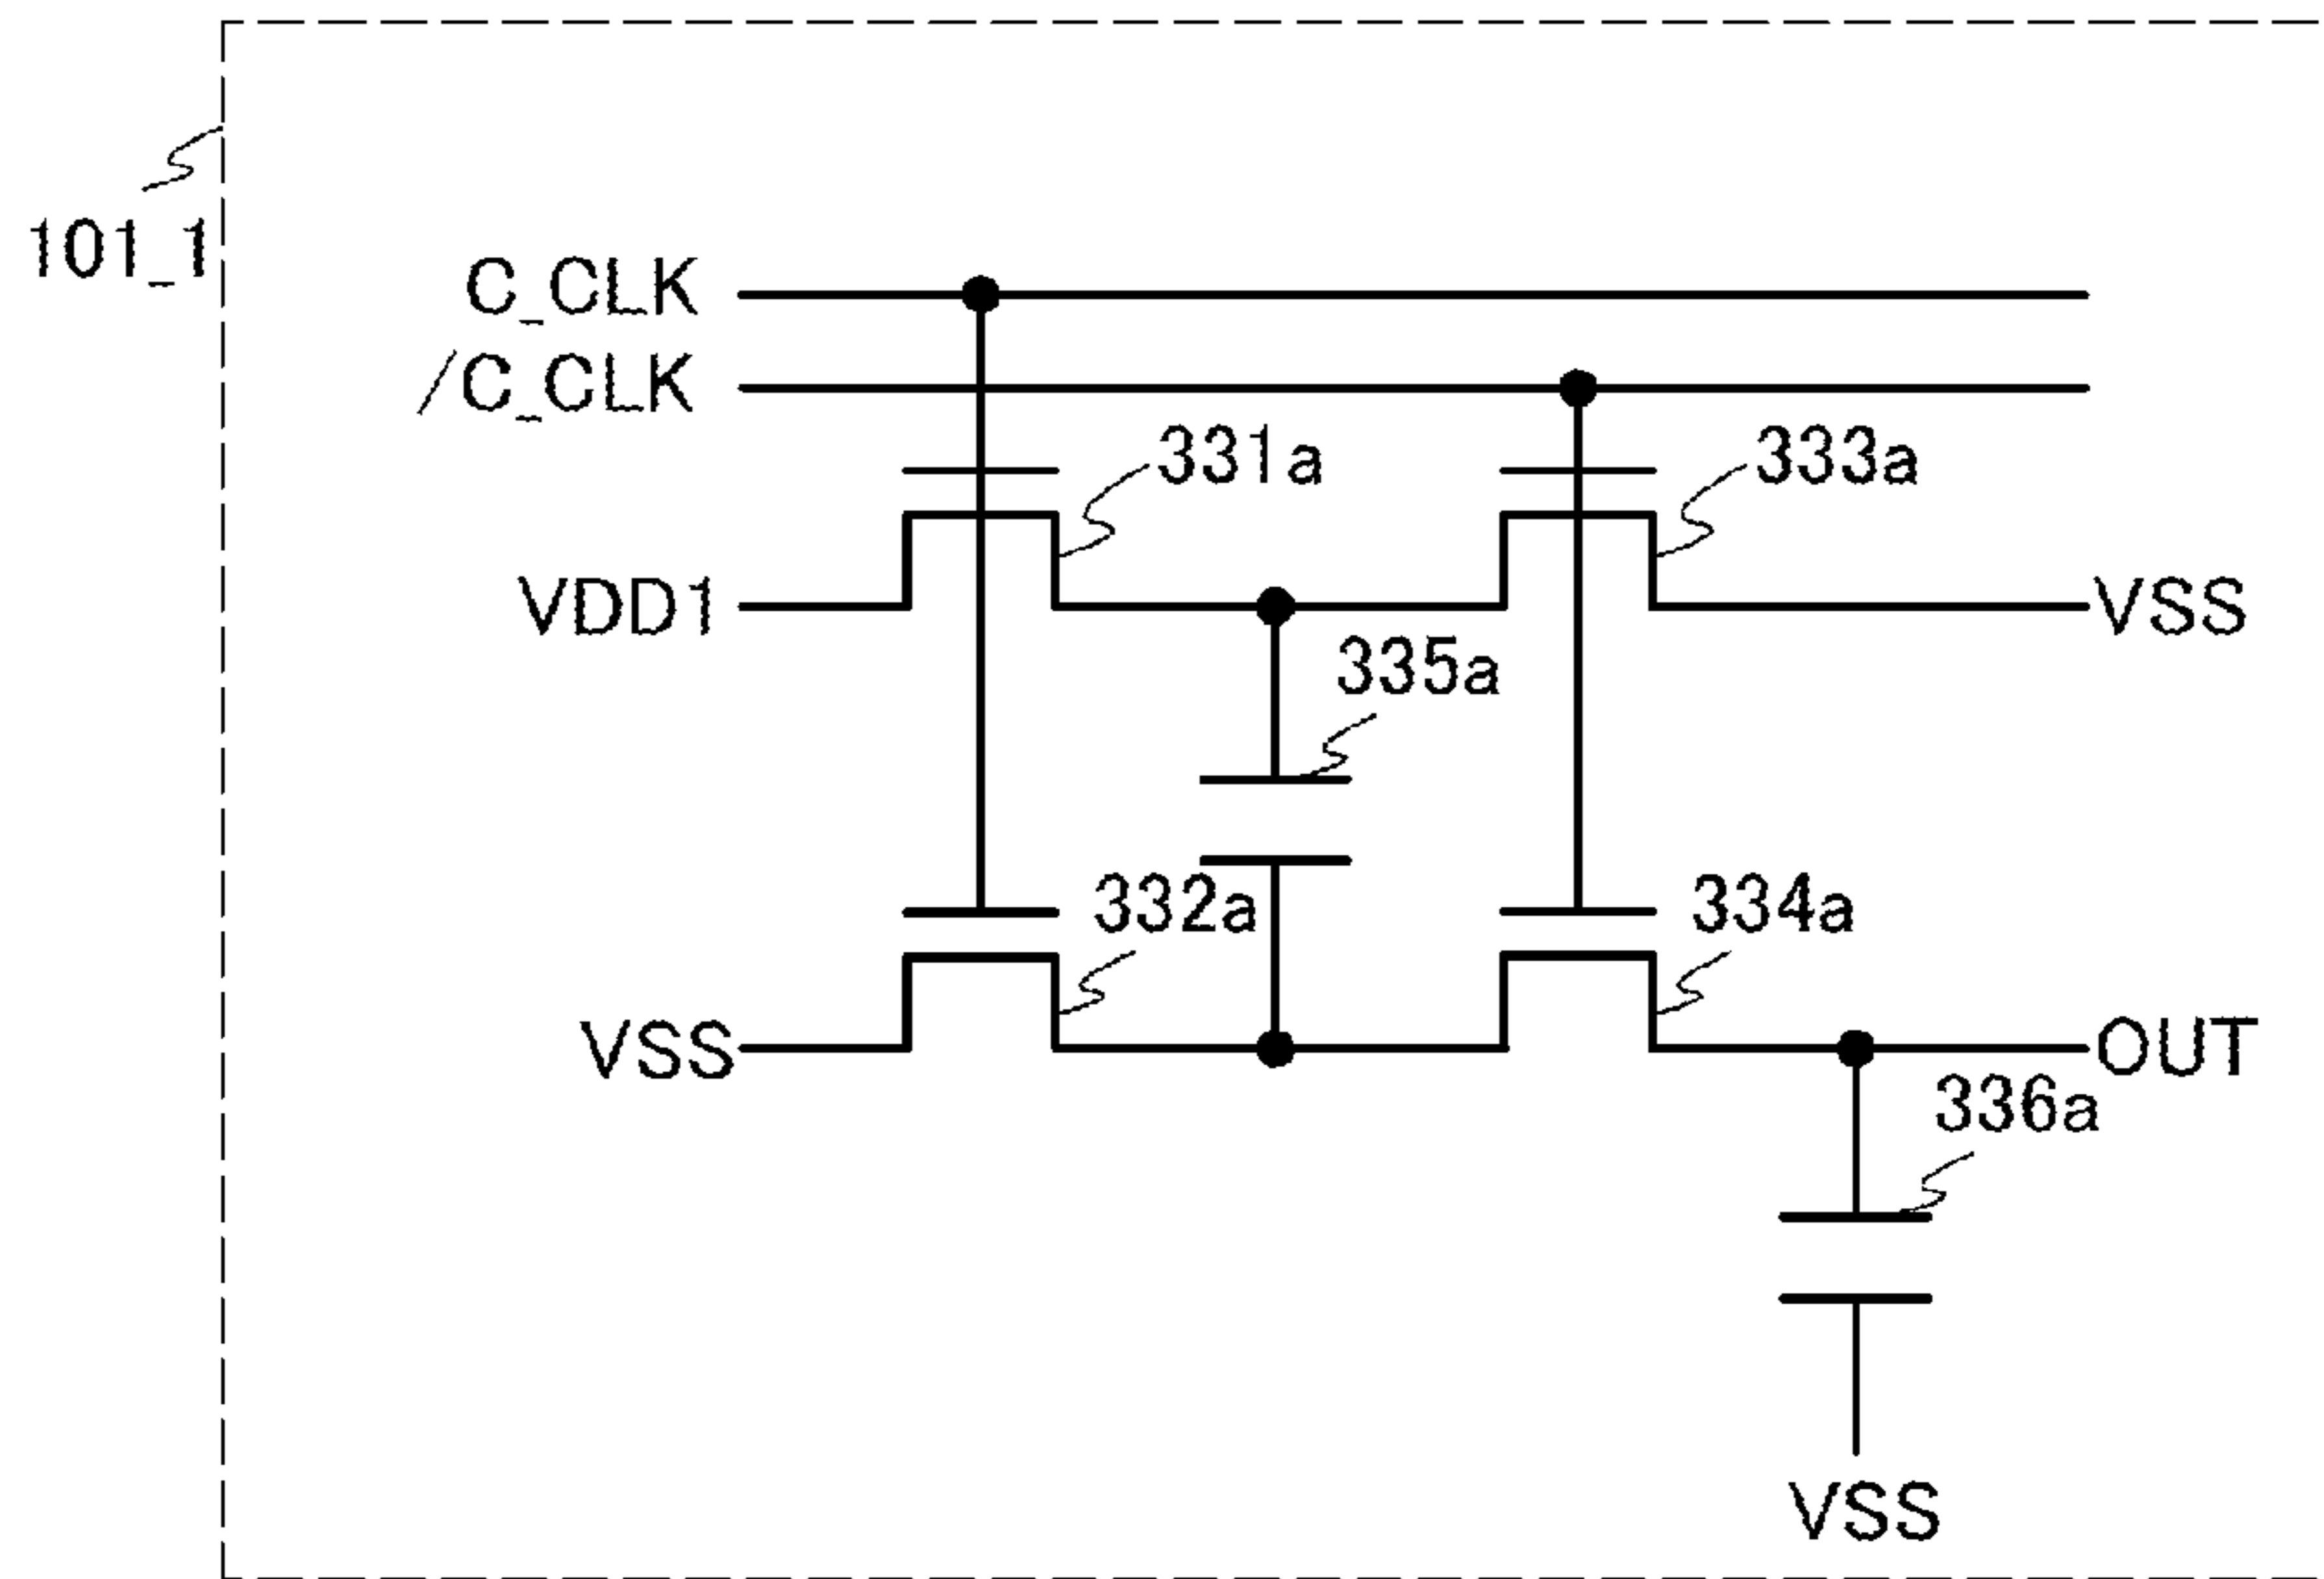 101_1
C_CLK
/C_CLK
331a
333a
VDD1
VSS
335a
332a
334a
VSS
OUT
336a
VSS